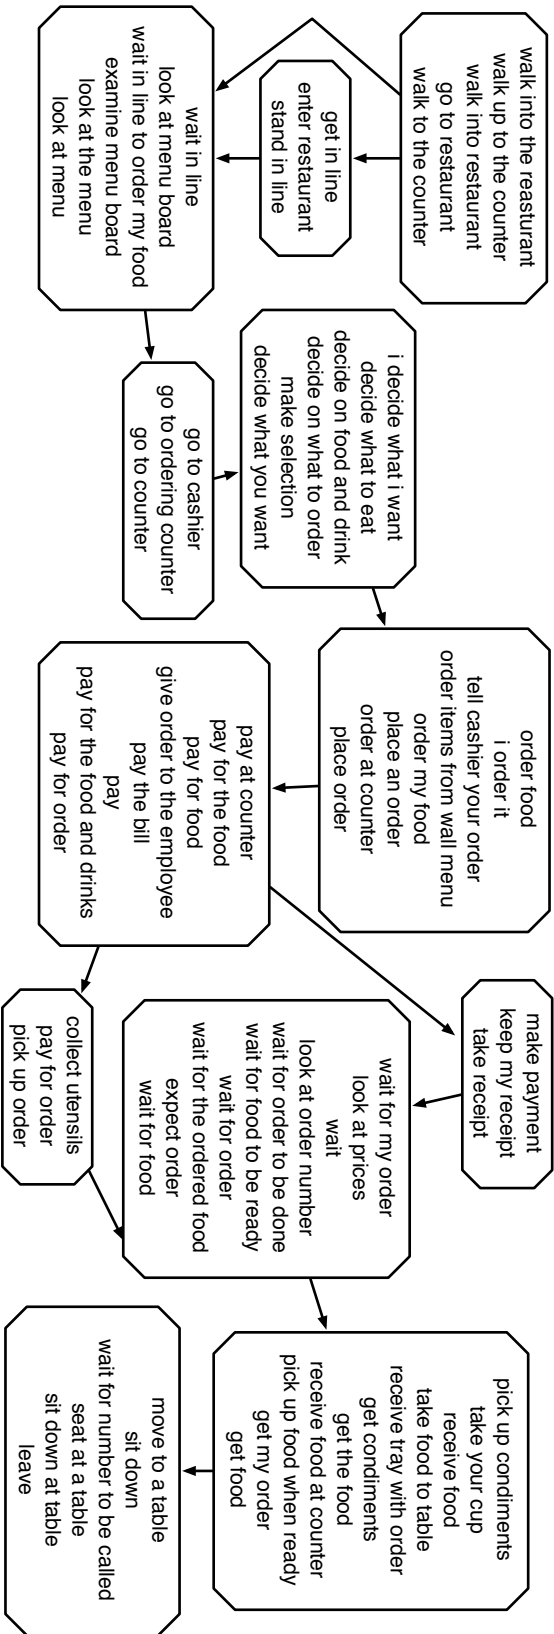 walk into the reasturant
walk up to the counter
walk into restaurant
go to restaurant
walk to the counter
get in line
enter restaurant
stand in line
wait in line
look at menu board
wait in line to order my food
examine menu board
look at the menu
look at menu
go to cashier
go to ordering counter
go to counter
i decide what i want
decide what to eat
decide on food and drink
decide on what to order
make selection
decide what you want
order food
i order it
tell cashier your order
order items from wall menu
order my food
place an order
order at counter
place order
pay at counter
pay for the food
pay for food
give order to the employee
pay the bill
pay
pay for the food and drinks
pay for order
make payment
keep my receipt
take receipt
collect utensils
pay for order
pick up order
wait for my order
look at prices
wait
look at order number
wait for order to be done
wait for food to be ready
wait for order
wait for the ordered food
expect order
wait for food
pick up condiments
take your cup
receive food
take food to table
receive tray with order
get condiments
get the food
receive food at counter
pick up food when ready
get my order
get food
move to a table
sit down
wait for number to be called
seat at a table
sit down at table
leave